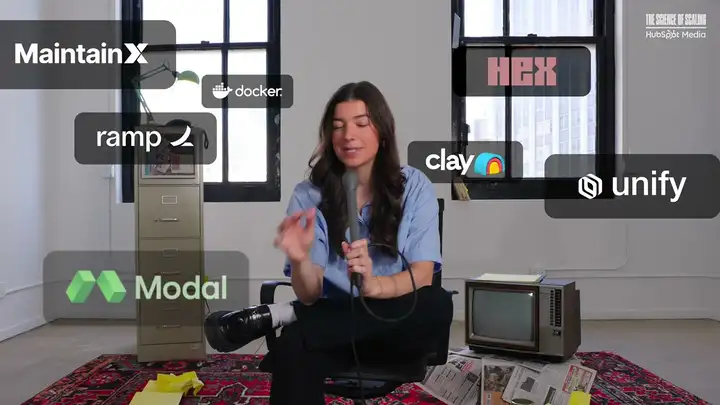 THE SCIENCE OF SCALING
HubSpot Media
MaintainX
docker.
HEX
ramp
clay
unify
Modal